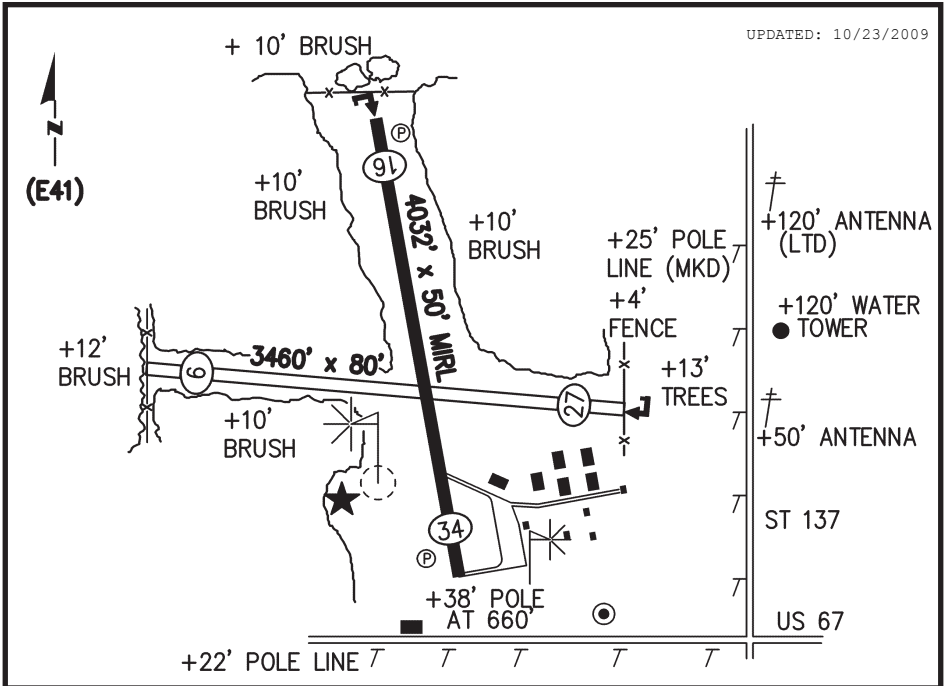 UPDATED: 10/23/2009
+ 10' BRUSH
N
(E41)
P
16
+10'
BRUSH
4032' x 50' MIRL
+10'
BRUSH
+25' POLE
LINE (MKD)
+120' ANTENNA
(LTD)
+4'
FENCE
+120' WATER
TOWER
+12'
BRUSH
9
3460' x 80'
+13'
TREES
27
+10'
BRUSH
+50' ANTENNA
34
P
ST 137
+38' POLE
AT 660'
US 67
+22' POLE LINE